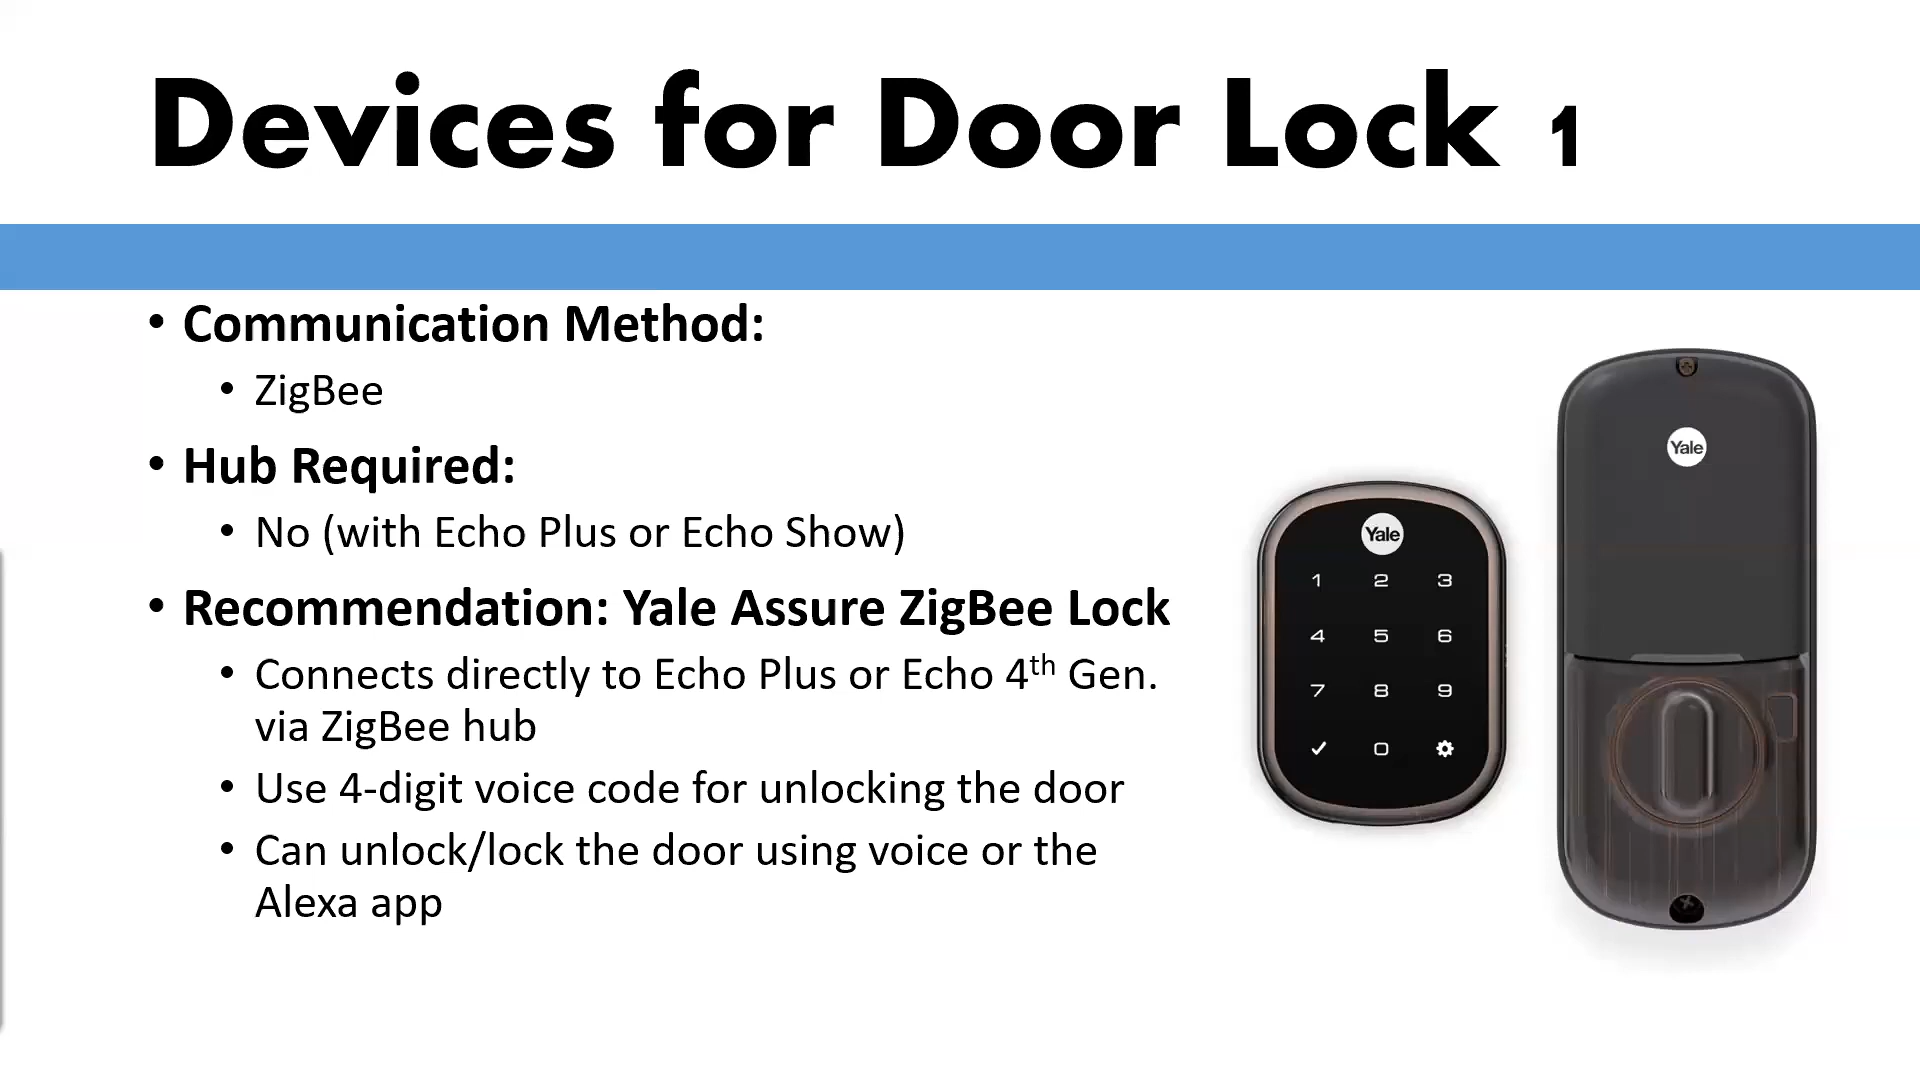 Devices for Door Lock 1
• Communication Method:
• ZigBee
• Hub Required:
• No (with Echo Plus or Echo Show)
• Recommendation: Yale Assure ZigBee Lock
• Connects directly to Echo Plus or Echo 4th Gen.
via ZigBee hub
• Use 4-digit voice code for unlocking the door
• Can unlock/lock the door using voice or the
Alexa app
Yale
1 2 3
4 5 6
7 8 9
0
Yale